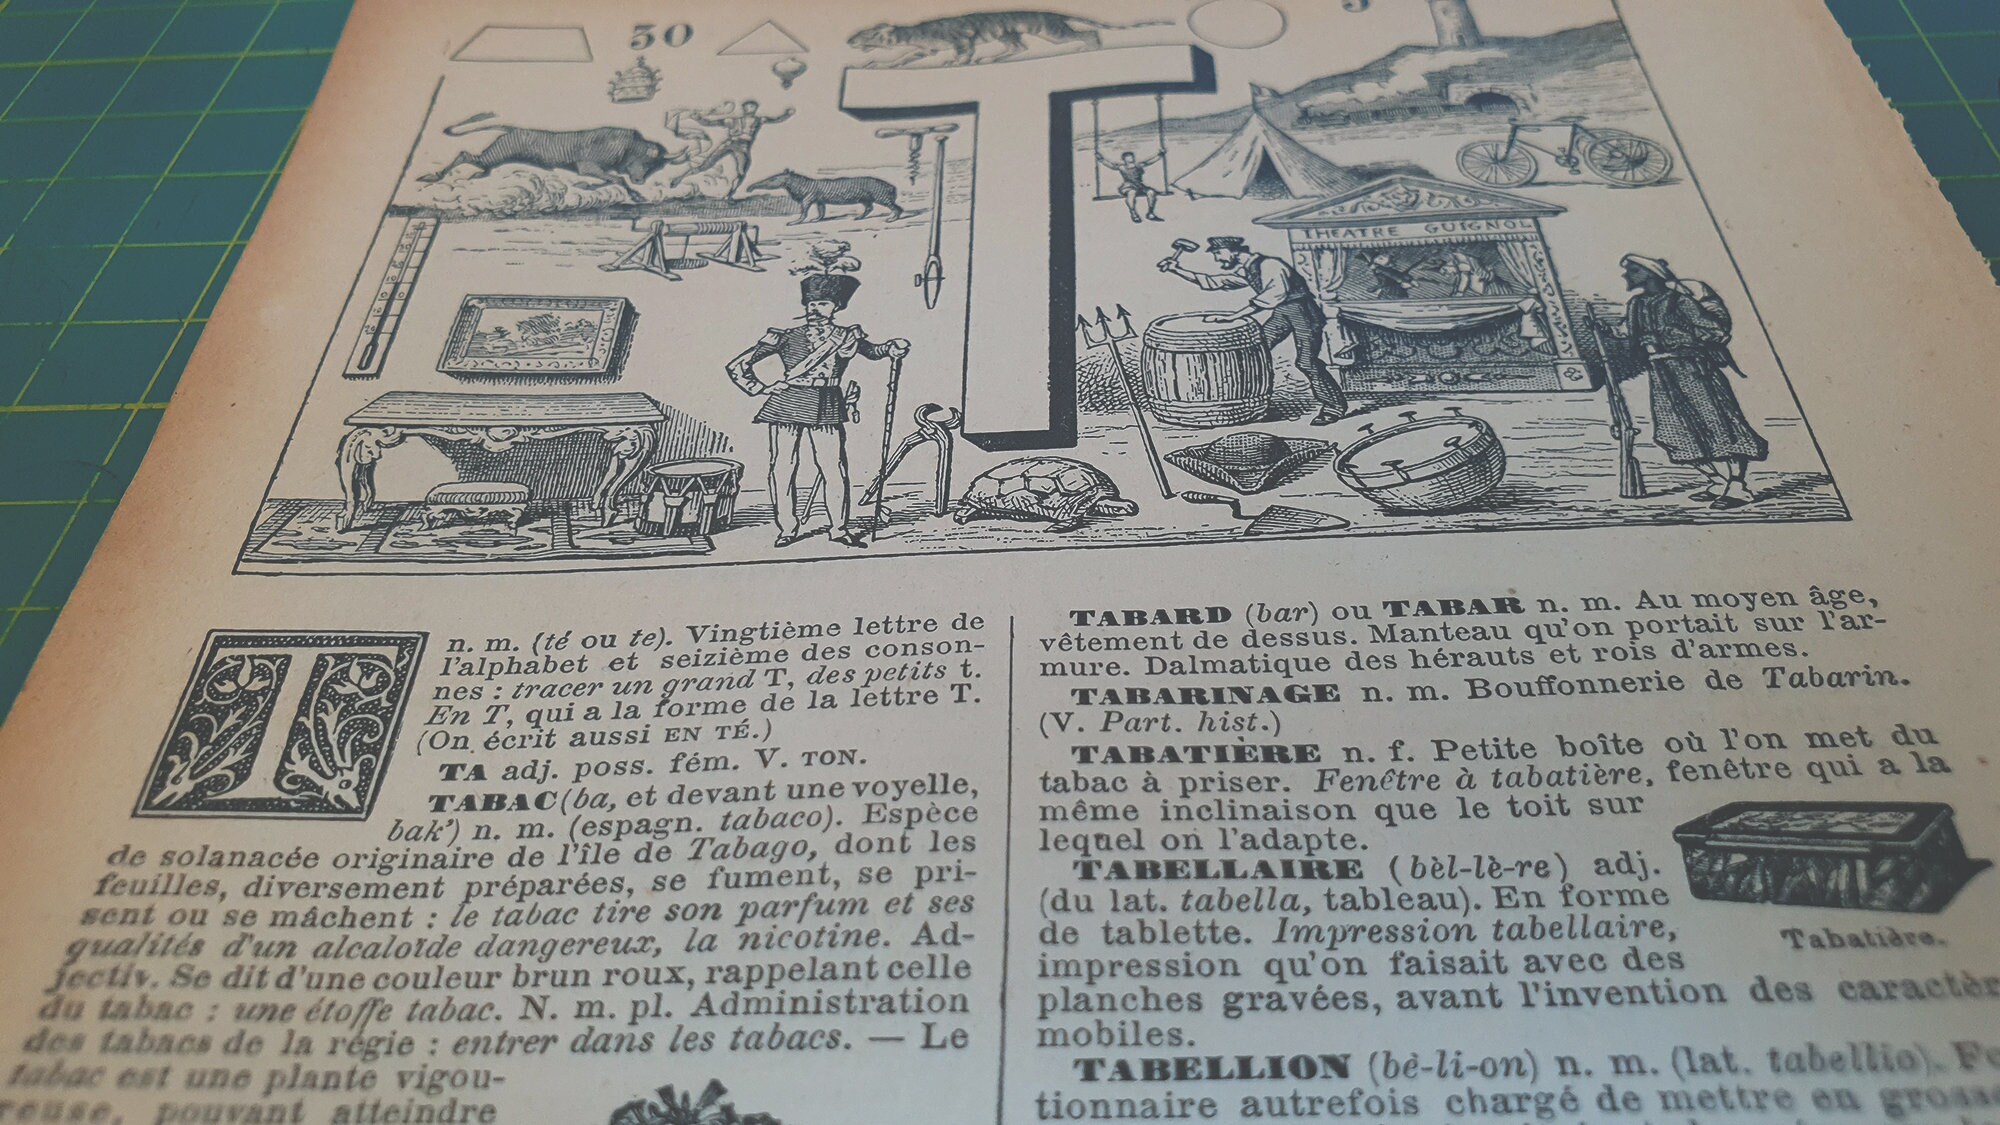 30
THEATRE GUIGNOL
T
n. m. (té ou te). Vingtième lettre de
l'alphabet et seizième des conson-
nes : tracer un grand T, des petits t.
En T, qui a la forme de la lettre T.
(On écrit aussi EN TÉ.)
TA adj. poss. fém. V. TON.
TABAC (ba, et devant une voyelle,
bak') n. m. (espagn. tabaco). Espèce
de solanacée originaire de l'île de Tabago, dont les
feuilles, diversement préparées, se fument, se pri-
sent ou se mâchent : le tabac tire son parfum et ses
qualités d'un alcaloïde dangereux, la nicotine. Ad-
jectiv. Se dit d'une couleur brun roux, rappelant celle
du tabac : une étoffe tabac. N. m. pl. Administration
des tabacs de la régie : entrer dans les tabacs. — Le
tabac est une plante vigou-
reuse, pouvant atteindre
TABARD (bar) ou TABAR n. m. Au moyen âge,
vêtement de dessus. Manteau qu'on portait sur l'ar-
mure. Dalmatique des hérauts et rois d'armes.
TABARINAGE n. m. Bouffonnerie de Tabarin.
(V. Part. hist.)
TABATIÈRE n. f. Petite boîte où l'on met du
tabac à priser. Fenêtre à tabatière, fenêtre qui a la
même inclinaison que le toit sur
lequel on l'adapte.
TABELLAIRE (bèl-lè-re) adj.
(du lat. tabella, tableau). En forme
de tablette. Impression tabellaire,
impression qu'on faisait avec des
planches gravées, avant l'invention des caractèr
mobiles.
Tabatière.
TABELLION (bè-li-on) n. m. (lat. tabellio). Fo
tionnaire autrefois chargé de mettre en gross